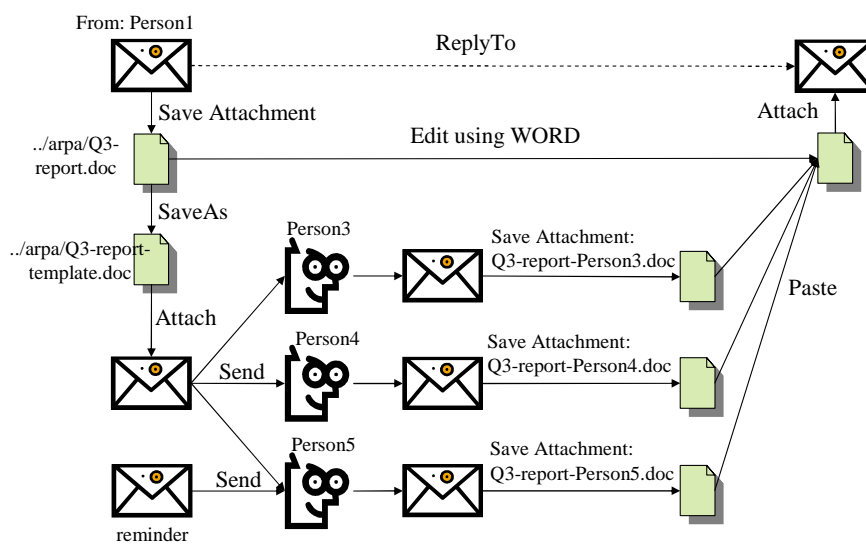 From: Person1
ReplyTo
Save Attachment
Attach
../arpa/Q3-
report.doc
Edit using WORD
SaveAs
../arpa/Q3-report-
template.doc
Person3
Save Attachment:
Q3-report-Person3.doc
Paste
Attach
Person4
Save Attachment:
Q3-report-Person4.doc
Send
Person5
Save Attachment:
Q3-report-Person5.doc
Send
reminder